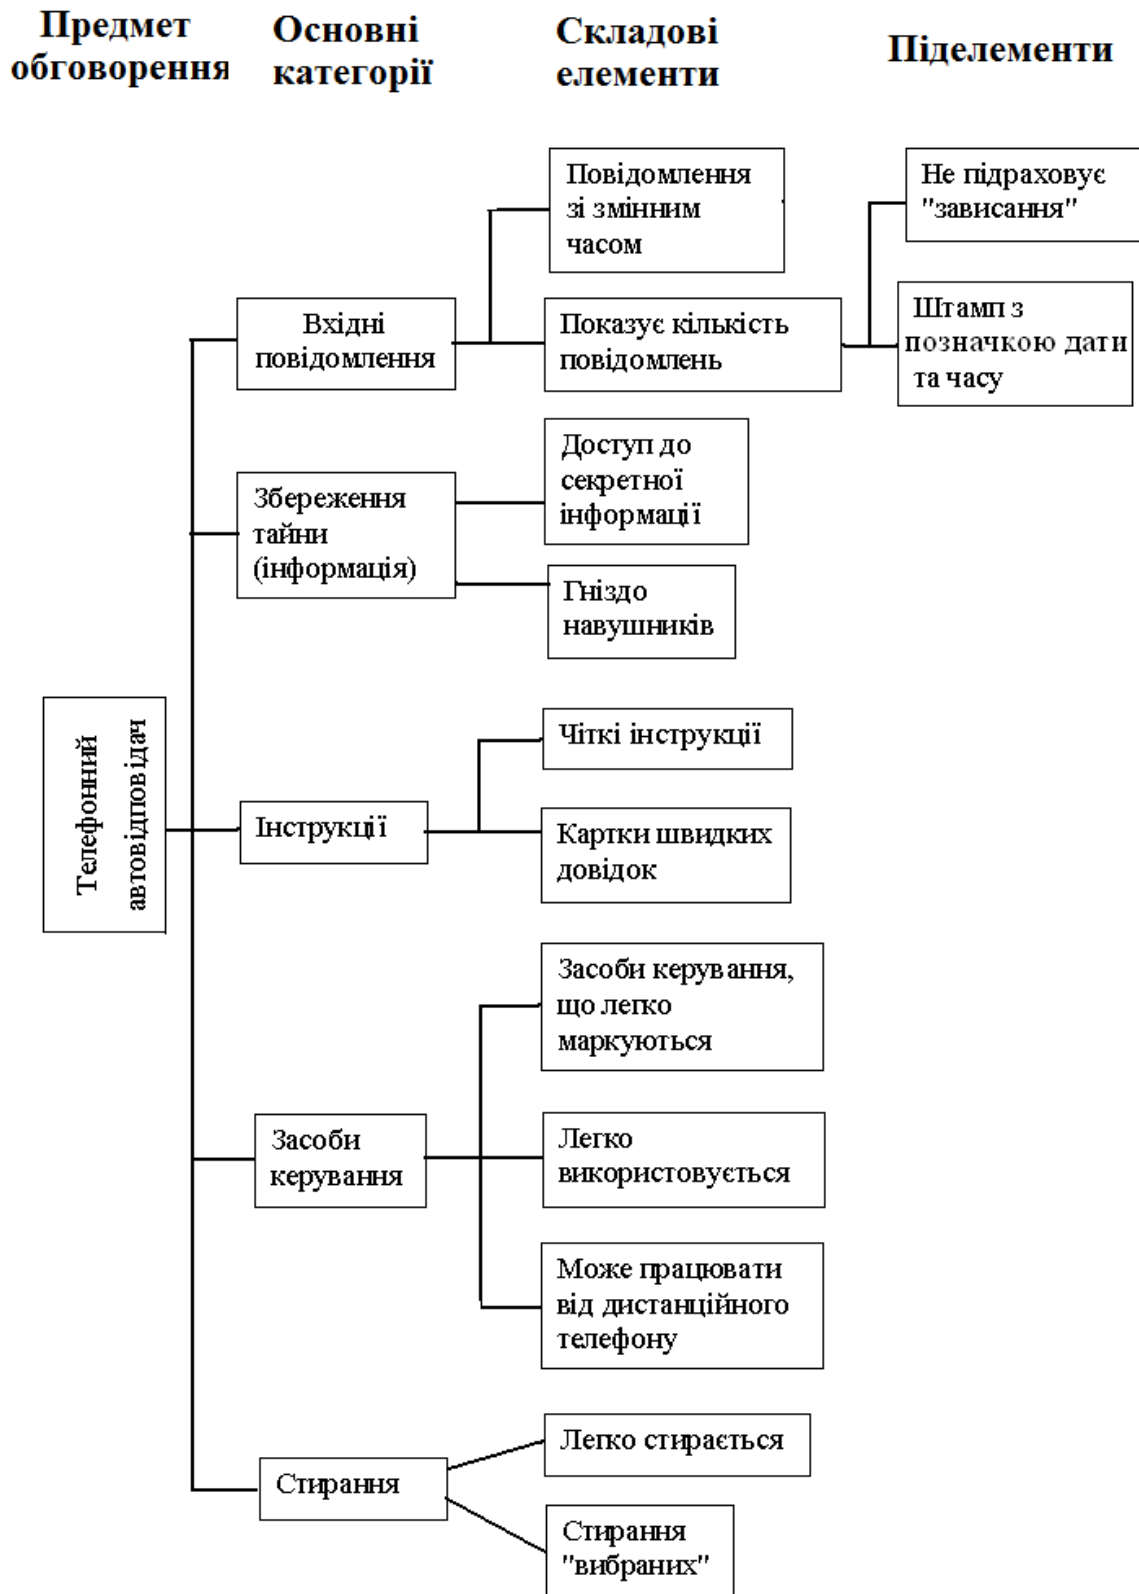 Предмет
обговорення
Основні
категорії
Складові
елементи
Піделементи
Повідомлення
зі змінним
часом
Не підраховує
"зависання"
Вхідні
повідомлення
Показує кількість
повідомлень
Штамп з
позначкою дати
та часу
Збереження
тайни
(інформація)
Доступ до
секретної
інформації
Гніздо
навушників
Телефонний
автовідповідач
Інструкції
Чіткі інструкції
Картки швидких
довідок
Засоби
керування
Засоби керування,
що легко
маркуються
Легко
використовується
Може працювати
від дистанційного
телефону
Стирання
Легко стирається
Стирання
"вибраних"